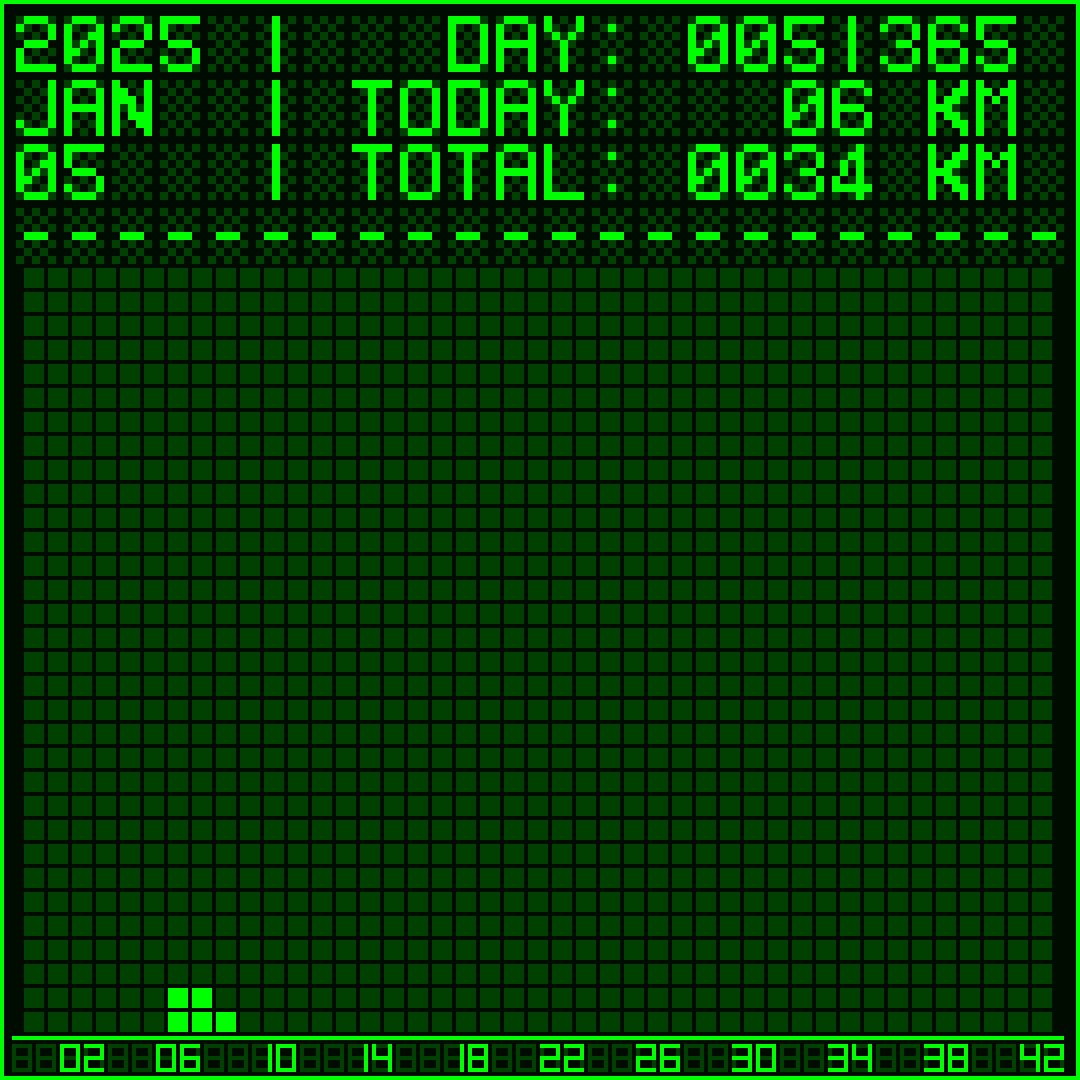 2025 | DAY: 005|365
JAN | TODAY: 06 KM
05 | TOTAL: 0034 KM
- - - - - - - - - - - - - - - - - - - - - -
02 06 10 14 18 22 26 30 34 38 42